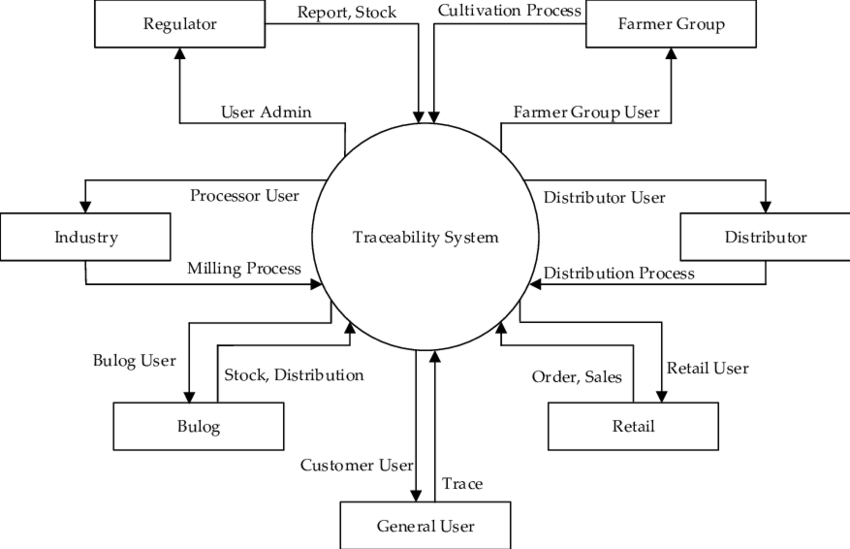 Report, Stock
Cultivation Process
Regulator
Farmer Group
User Admin
Farmer Group User
Processor User
Distributor User
Industry
Traceability System
Distributor
Milling Process
Distribution Process
Bulog User
Stock, Distribution
Order, Sales
Retail User
Bulog
Retail
Customer User
Trace
General User